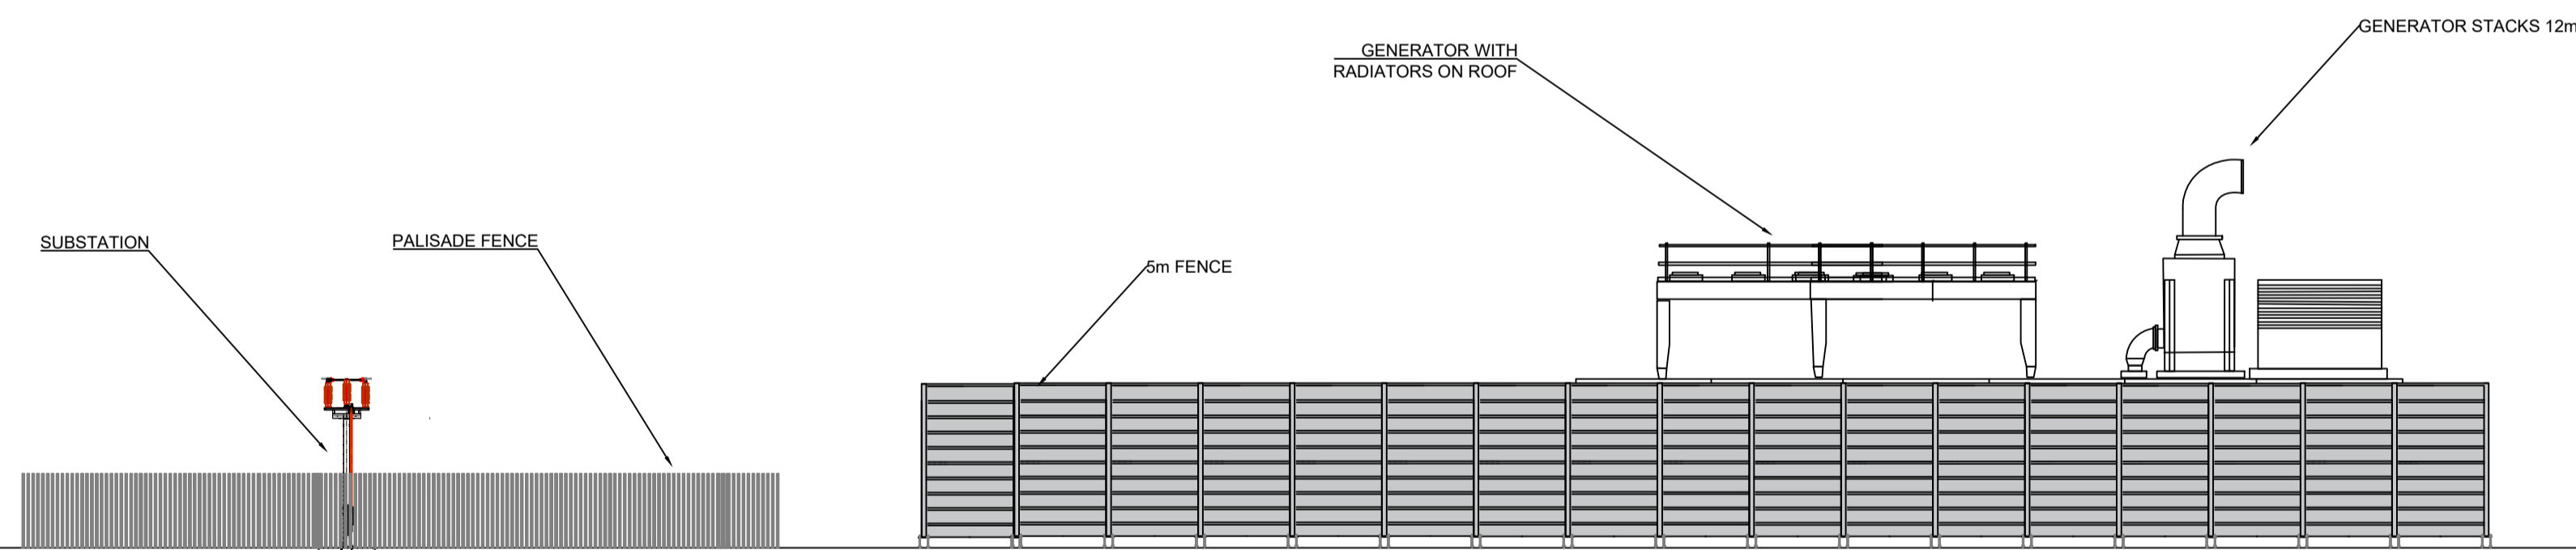 GENERATOR STACKS 12m
GENERATOR WITH
RADIATORS ON ROOF
SUBSTATION
PALISADE FENCE
5m FENCE